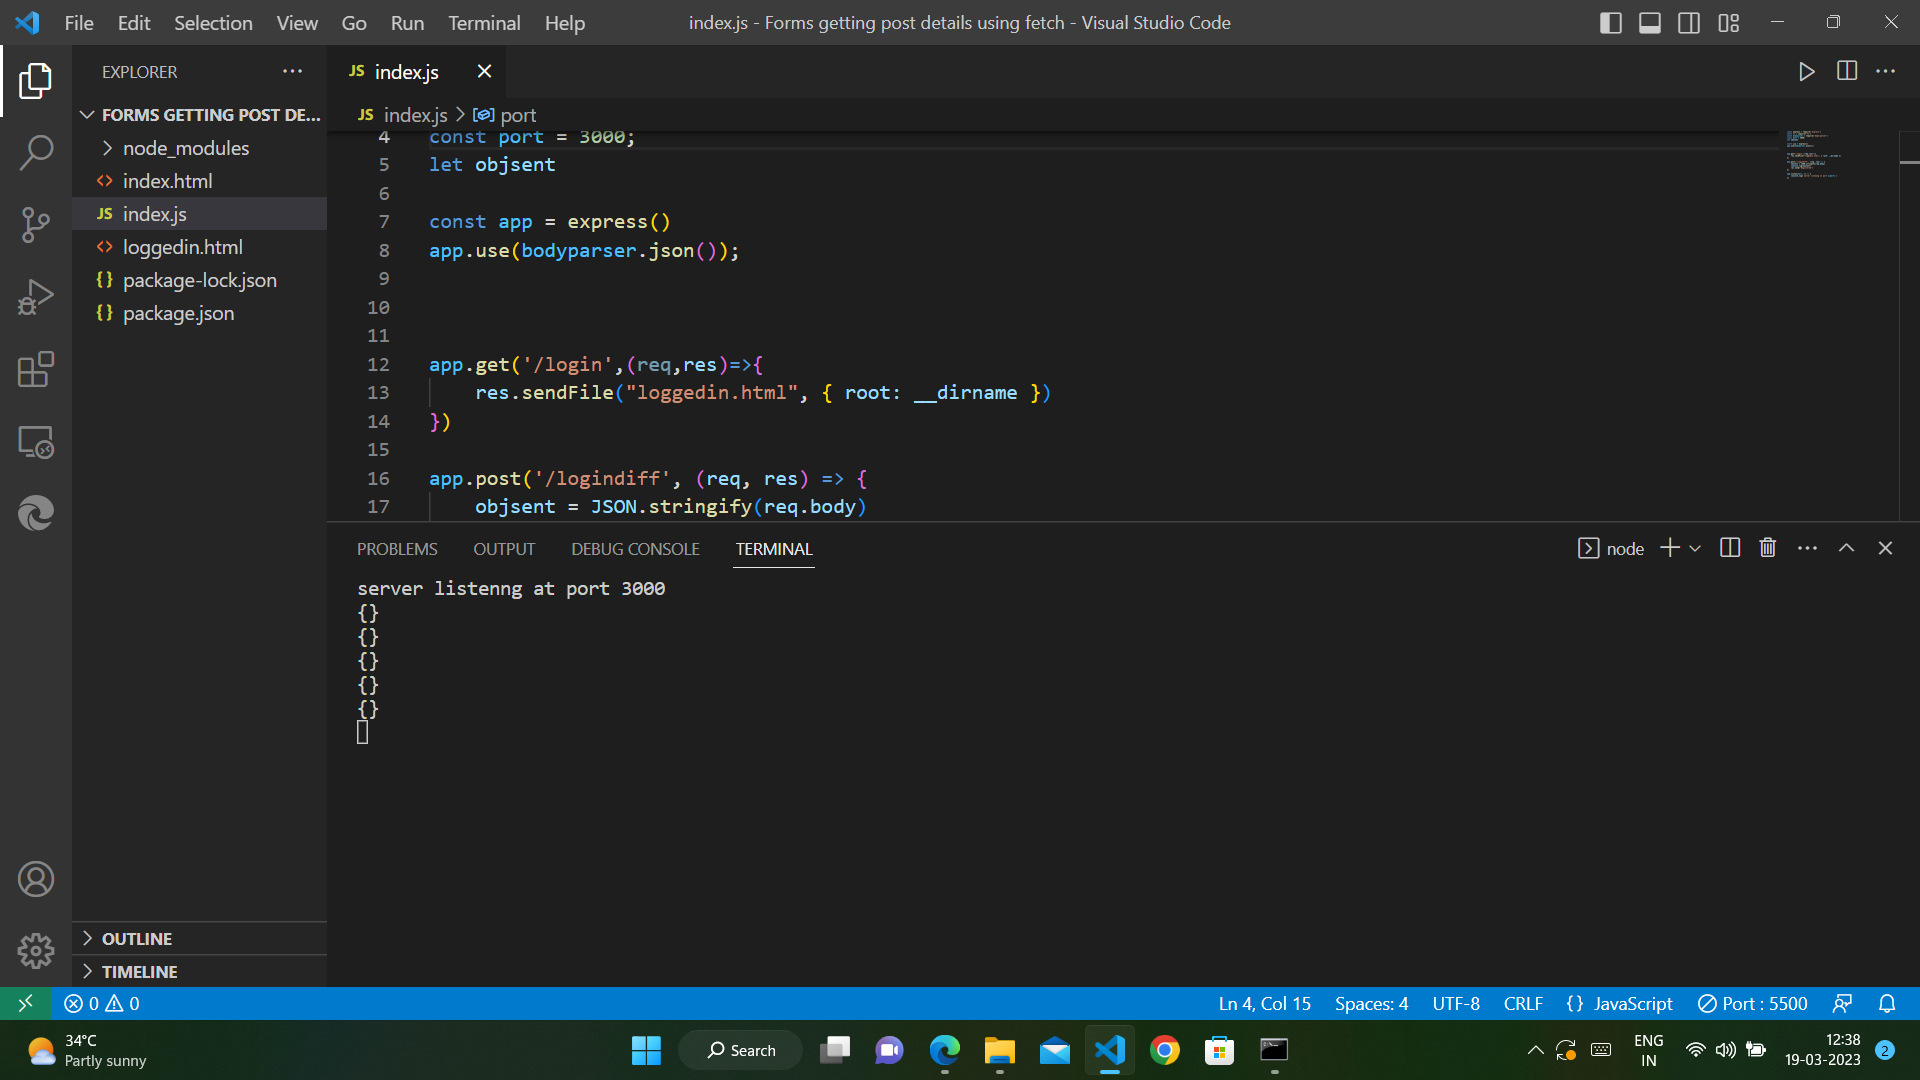 File Edit Selection View Go Run Terminal Help
index.js - Forms getting post details using fetch - Visual Studio Code
EXPLORER
FORMS GETTING POST DE...
node_modules
index.html
JS index.js
loggedin.html
{} package-lock.json
{} package.json
OUTLINE
TIMELINE
JS index.js
JS index.js > port
4 const port = 3000;
5 let objsent
6
7 const app = express()
8 app.use(bodyparser.json());
9
10
11
12 app.get('/login',(req,res)=>{
13 res.sendFile("loggedin.html", { root: __dirname })
14 })
15
16 app.post('/logindiff', (req, res) => {
17 objsent = JSON.stringify(req.body)
PROBLEMS OUTPUT DEBUG CONSOLE TERMINAL
node
server listenng at port 3000
{}
{}
{}
{}
{}
0 0
Ln 4, Col 15 Spaces: 4 UTF-8 CRLF {} JavaScript Port : 5500
34°C
Partly sunny
Search
ENG
IN
12:38
19-03-2023
2